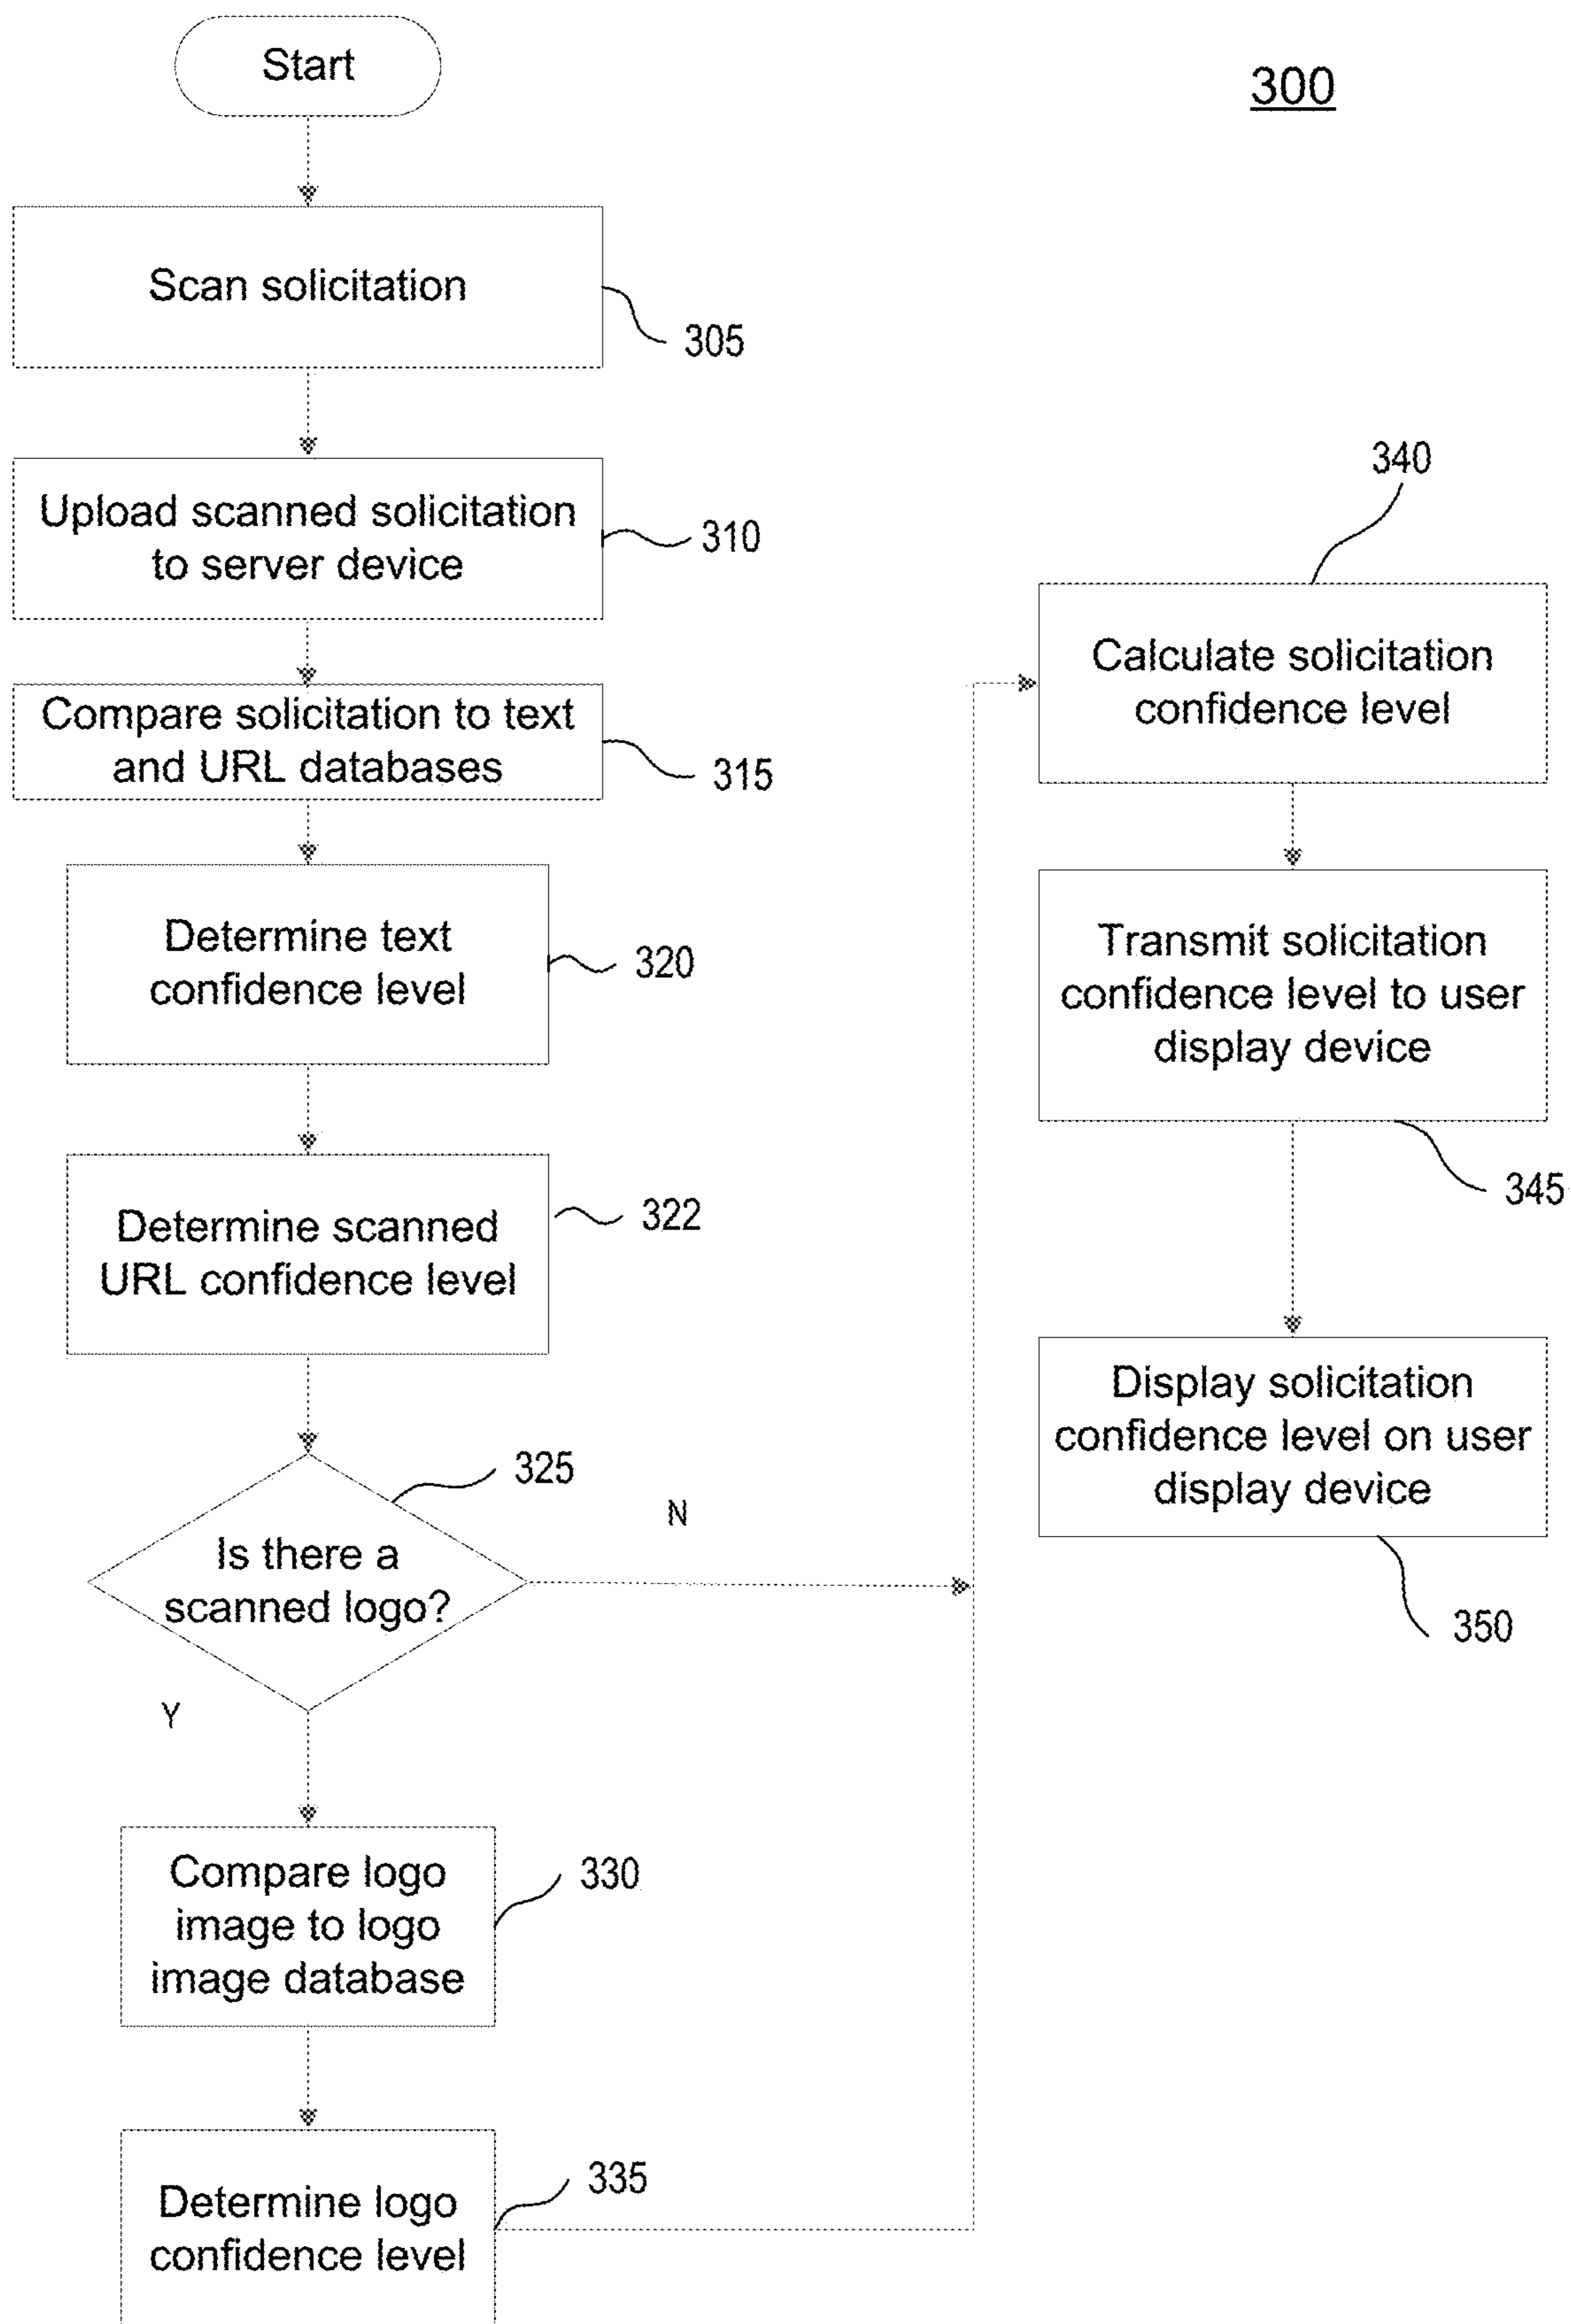 Start
300
Scan solicitation
305
Upload scanned solicitation
to server device
310
Compare solicitation to text
and URL databases
315
Determine text
confidence level
320
Determine scanned
URL confidence level
322
Is there a
scanned logo?
325
N
Y
Compare logo
image to logo
image database
330
Determine logo
confidence level
335
340
Calculate solicitation
confidence level
Transmit solicitation
confidence level to user
display device
345
Display solicitation
confidence level on user
display device
350